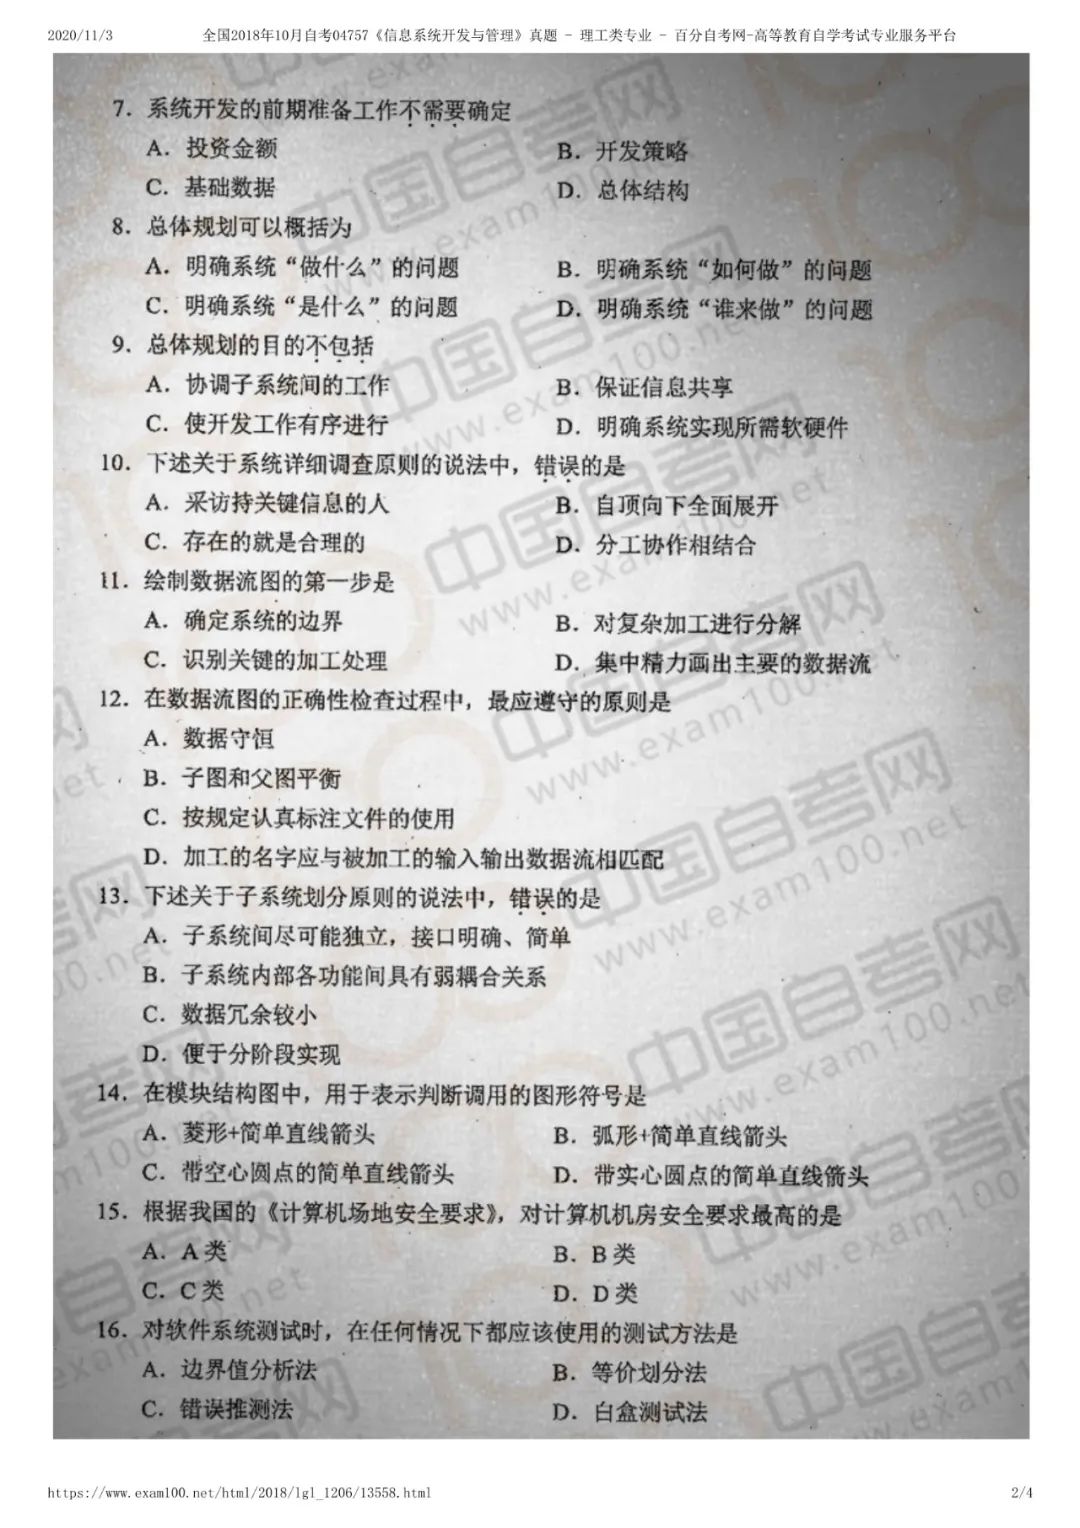 2020/11/3 全国2018年10月自考04757《信息系统开发与管理》真题 - 理工类专业 - 百分自考网-高等教育自学考试专业服务平台
7．系统开发的前期准备工作不需要确定
A．投资金额 B．开发策略
C．基础数据 D．总体结构
8．总体规划可以概括为
A．明确系统“做什么”的问题 B．明确系统“如何做”的问题
C．明确系统“是什么”的问题 D．明确系统“谁来做”的问题
9．总体规划的目的不包括
A．协调子系统间的工作 B．保证信息共享
C．使开发工作有序进行 D．明确系统实现所需软硬件
10．下述关于系统详细调查原则的说法中，错误的是
A．采访持关键信息的人 B．自顶向下全面展开
C．存在的就是合理的 D．分工协作相结合
11．绘制数据流图的第一步是
A．确定系统的边界 B．对复杂加工进行分解
C．识别关键的加工处理 D．集中精力画出主要的数据流
12．在数据流图的正确性检查过程中，最应遵守的原则是
A．数据守恒
B．子图和父图平衡
C．按规定认真标注文件的使用
D．加工的名字应与被加工的输入输出数据流相匹配
13．下述关于子系统划分原则的说法中，错误的是
A．子系统间尽可能独立，接口明确、简单
B．子系统内部各功能间具有弱耦合关系
C．数据冗余较小
D．便于分阶段实现
14．在模块结构图中，用于表示判断调用的图形符号是
A．菱形+简单直线箭头 B．弧形+简单直线箭头
C．带空心圆点的简单直线箭头 D．带实心圆点的简单直线箭头
15．根据我国的《计算机场地安全要求》，对计算机机房安全要求最高的是
A．A 类 B．B 类
C．C 类 D．D 类
16．对软件系统测试时，在任何情况下都应该使用的测试方法是
A．边界值分析法 B．等价划分法
C．错误推测法 D．白盒测试法
中国自考网
www.exam100.net
https://www.exam100.net/html/2018/lgl_1206/13558.html 2/4